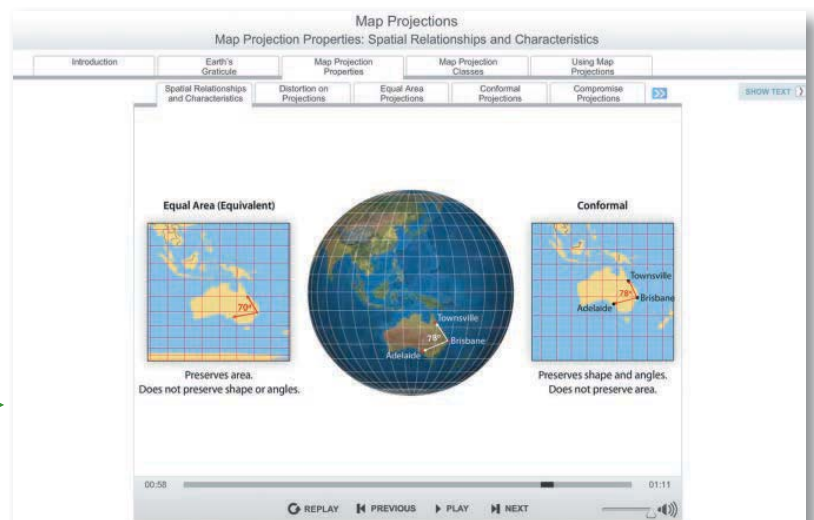 Map Projections
Map Projection Properties: Spatial Relationships and Characteristics
Introduction
Earth's
Graticule
Map Projection
Properties
Map Projection
Classes
Using Map
Projections
Spatial Relationships
and Characteristics
Distortion on
Projections
Equal Area
Projections
Conformal
Projections
Compromise
Projections
SHOW TEXT
Equal Area (Equivalent)
70°
Preserves area.
Does not preserve shape or angles.
Townsville
78°
Brisbane
Adelaide
Conformal
Townsville
78°
Brisbane
Adelaide
Preserves shape and angles.
Does not preserve area.
00:58
01:11
REPLAY
PREVIOUS
PLAY
NEXT